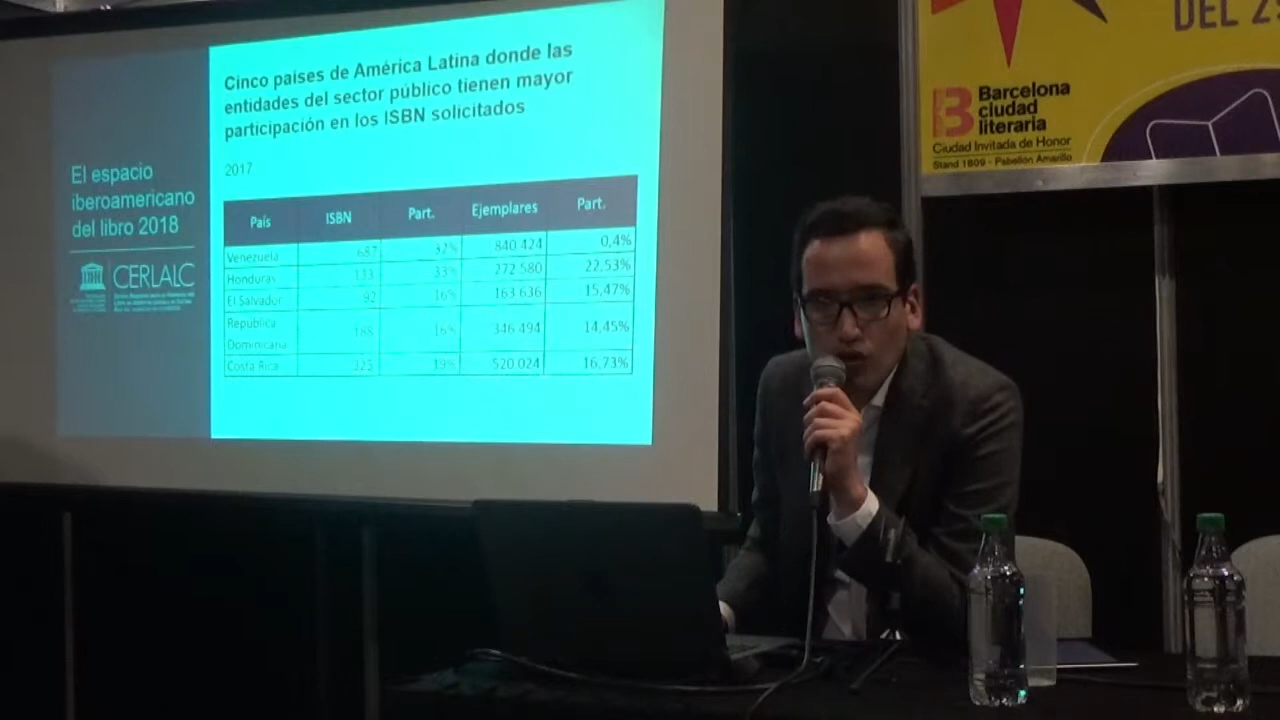 Cinco países de América Latina donde las
entidades del sector público tienen mayor
participación en los ISBN solicitados
2017
El espacio
iberoamericano
del libro 2018
CERLALC
País ISBN Part. Ejemplares Part.
Venezuela 687 32% 840 424 0,4%
Honduras 133 33% 272 580 22,53%
El Salvador 92 16% 163 636 15,47%
República
Dominicana 188 16% 346 494 14,45%
Costa Rica 325 19% 520 024 16,73%
DEL
B Barcelona
ciudad
literaria
Ciudad Invitada de Honor
Stand 1809 - Pabellón Amarillo